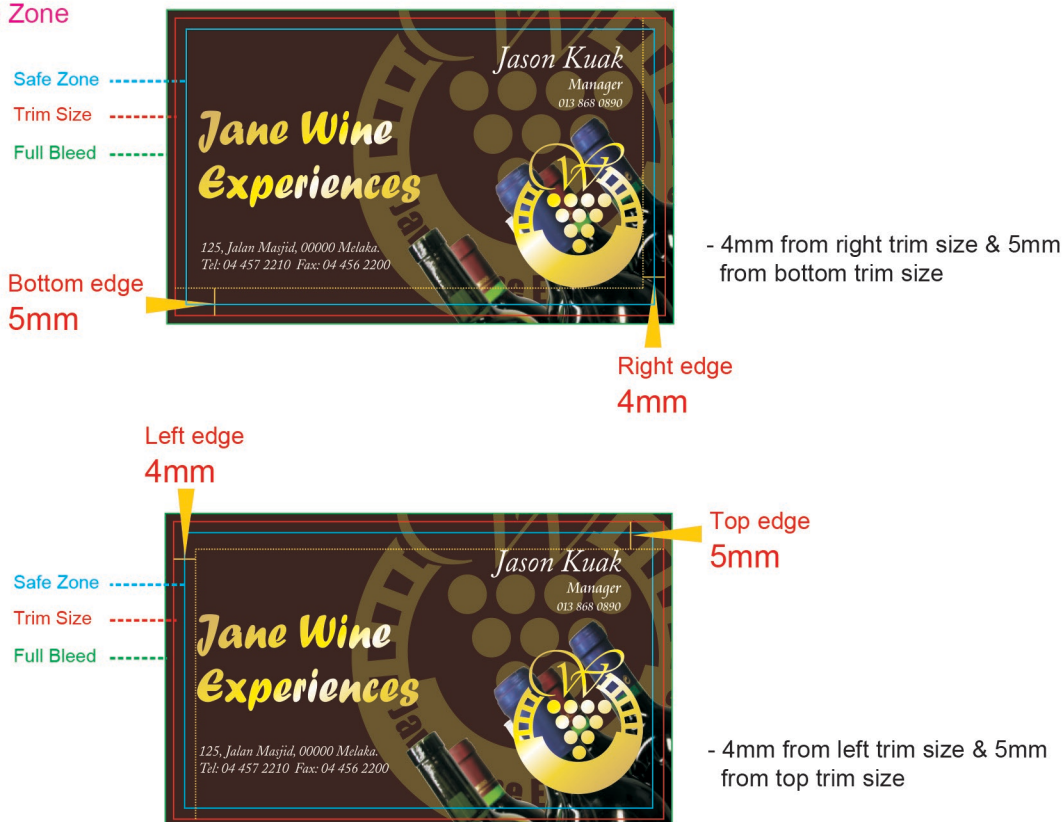 Zone
Safe Zone
Trim Size
Full Bleed
Jason Kuak
Manager
013 868 0890
Jane Wine
Experiences
125, Jalan Masjid, 00000 Melaka.
Tel: 04 457 2210 Fax: 04 456 2200
- 4mm from right trim size & 5mm
from bottom trim size
Bottom edge
5mm
Right edge
4mm
Left edge
4mm
Top edge
5mm
Safe Zone
Trim Size
Full Bleed
Jason Kuak
Manager
013 868 0890
Jane Wine
Experiences
125, Jalan Masjid, 00000 Melaka.
Tel: 04 457 2210 Fax: 04 456 2200
- 4mm from left trim size & 5mm
from top trim size